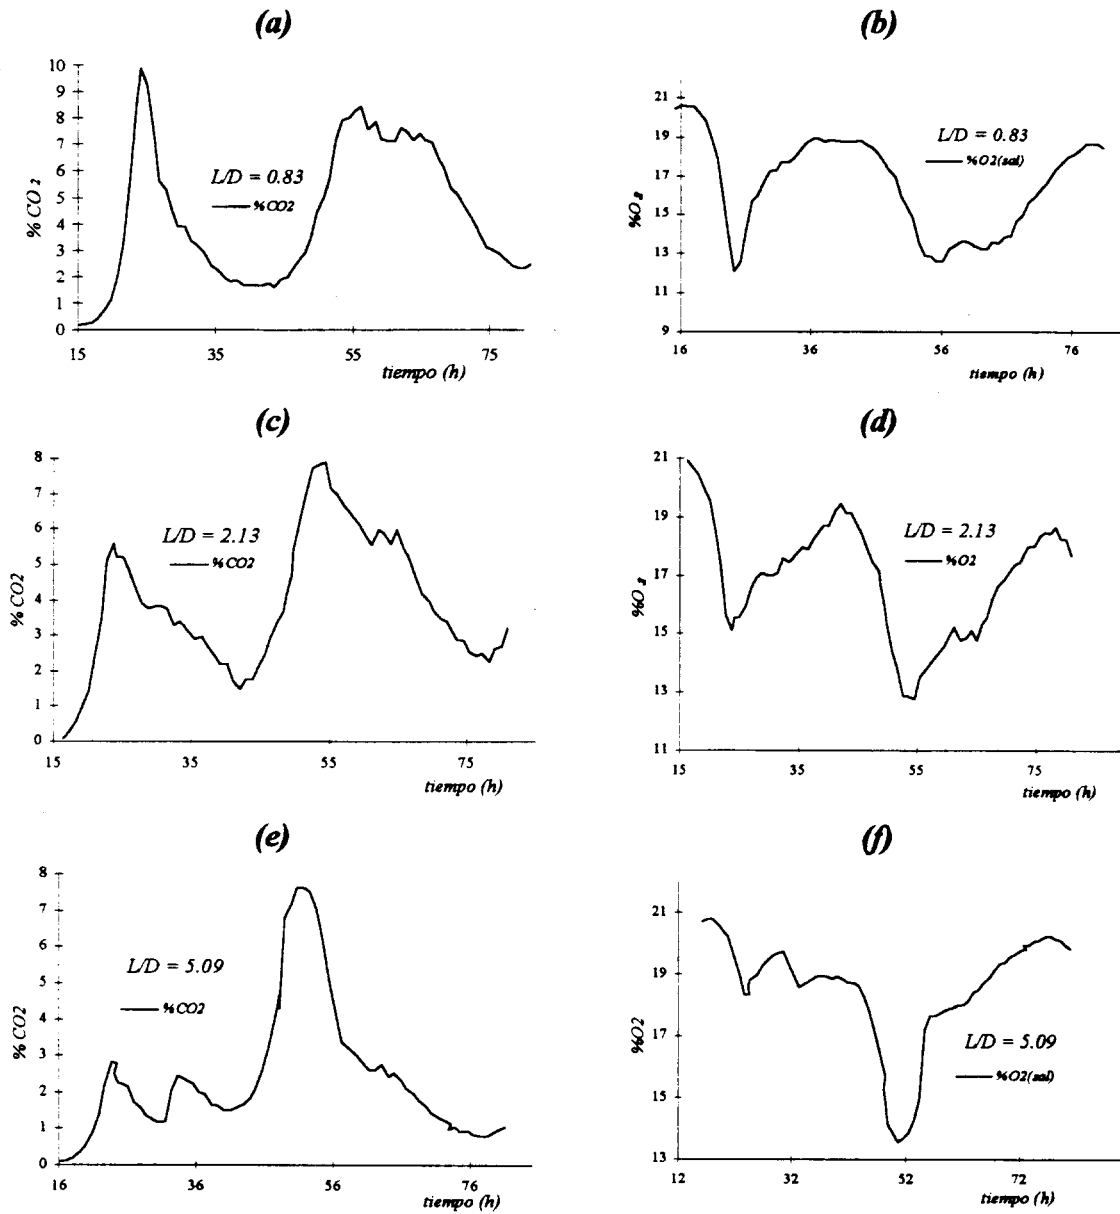 (a)
10
9
8
7
6
5
4
3
2
1
0
% CO 2
L/D = 0.83
%CO2
15 35 55 75
tiempo (h)
(b)
21
19
17
15
13
11
9
%O2
L/D = 0.83
%O2(sal)
16 36 56 76
tiempo (h)
(c)
8
7
6
5
4
3
2
1
0
% CO2
L/D = 2.13
%CO2
15 35 55 75
tiempo (h)
(d)
21
19
17
15
13
11
%O2
L/D = 2.13
%O2
15 35 55 75
tiempo (h)
(e)
8
7
6
5
4
3
2
1
0
% CO2
L/D = 5.09
%CO2
16 36 56 76
tiempo (h)
(f)
21
19
17
15
13
%O2
L/D = 5.09
%O2(sal)
12 32 52 72
tiempo (h)